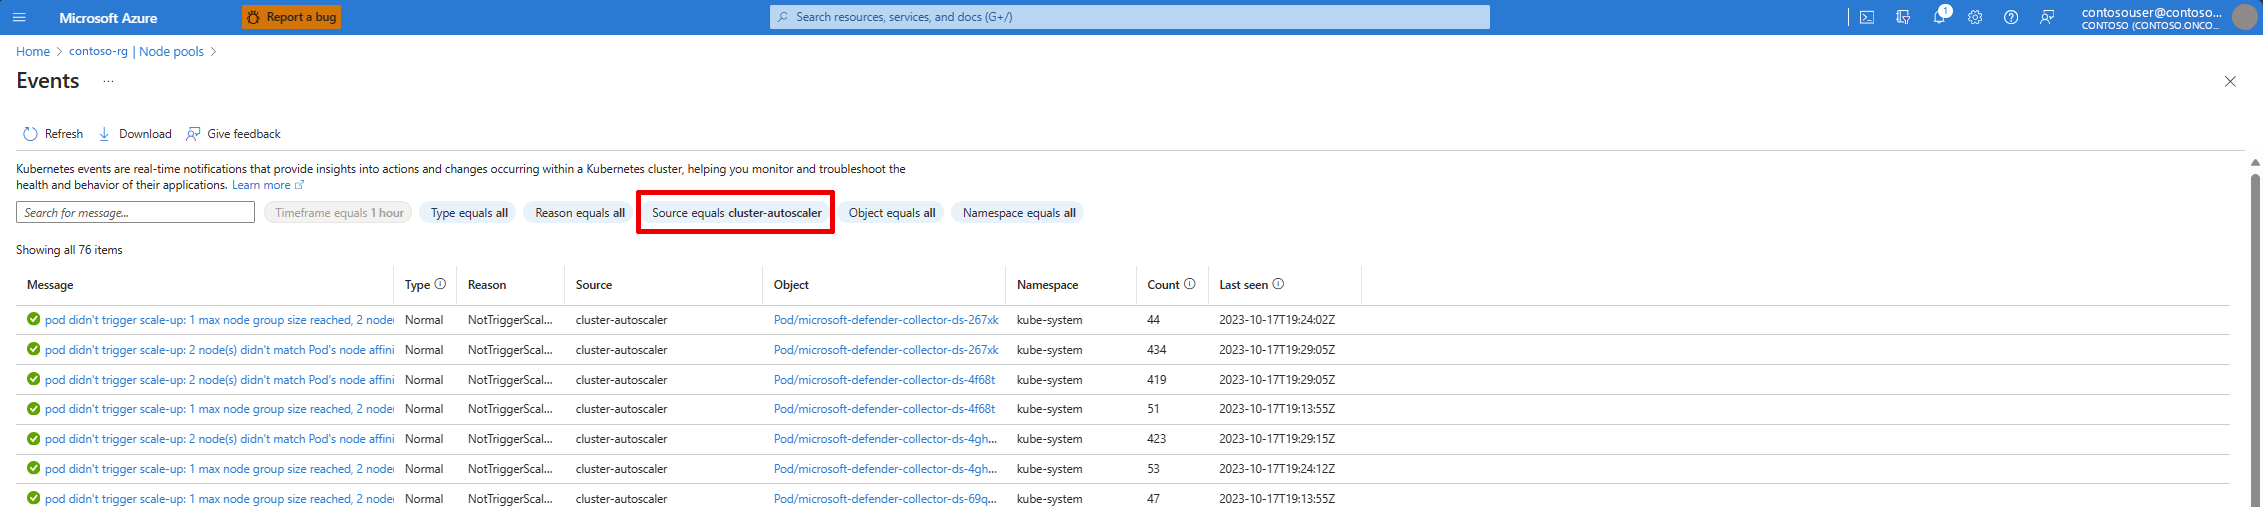 Microsoft Azure
Report a bug
Search resources, services, and docs (G+/)
1
contosouser@contoso...
CONTOSO (CONTOSO.ONCO...
Home > contoso-rg | Node pools >
Events ...
Refresh Download Give feedback
Kubernetes events are real-time notifications that provide insights into actions and changes occurring within a Kubernetes cluster, helping you monitor and troubleshoot the
health and behavior of their applications. Learn more
Search for message... Timeframe equals 1 hour Type equals all Reason equals all Source equals cluster-autoscaler Object equals all Namespace equals all
Showing all 76 items
Message Type Reason Source Object Namespace Count Last seen
pod didn't trigger scale-up: 1 max node group size reached, 2 node( Normal NotTriggerScal... cluster-autoscaler Pod/microsoft-defender-collector-ds-267xk kube-system 44 2023-10-17T19:24:02Z
pod didn't trigger scale-up: 2 node(s) didn't match Pod's node affini Normal NotTriggerScal... cluster-autoscaler Pod/microsoft-defender-collector-ds-267xk kube-system 434 2023-10-17T19:29:05Z
pod didn't trigger scale-up: 2 node(s) didn't match Pod's node affini Normal NotTriggerScal... cluster-autoscaler Pod/microsoft-defender-collector-ds-4f68t kube-system 419 2023-10-17T19:29:05Z
pod didn't trigger scale-up: 1 max node group size reached, 2 node( Normal NotTriggerScal... cluster-autoscaler Pod/microsoft-defender-collector-ds-4f68t kube-system 51 2023-10-17T19:13:55Z
pod didn't trigger scale-up: 2 node(s) didn't match Pod's node affini Normal NotTriggerScal... cluster-autoscaler Pod/microsoft-defender-collector-ds-4gh... kube-system 423 2023-10-17T19:29:15Z
pod didn't trigger scale-up: 1 max node group size reached, 2 node( Normal NotTriggerScal... cluster-autoscaler Pod/microsoft-defender-collector-ds-4gh... kube-system 53 2023-10-17T19:24:12Z
pod didn't trigger scale-up: 1 max node group size reached, 2 node( Normal NotTriggerScal... cluster-autoscaler Pod/microsoft-defender-collector-ds-69q... kube-system 47 2023-10-17T19:13:55Z